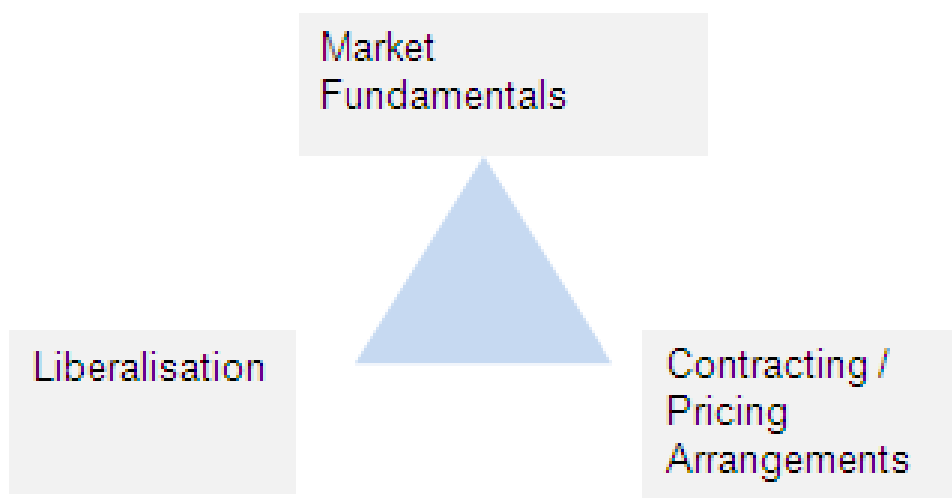 Market
Fundamentals
Liberalisation
Contracting /
Pricing
Arrangements